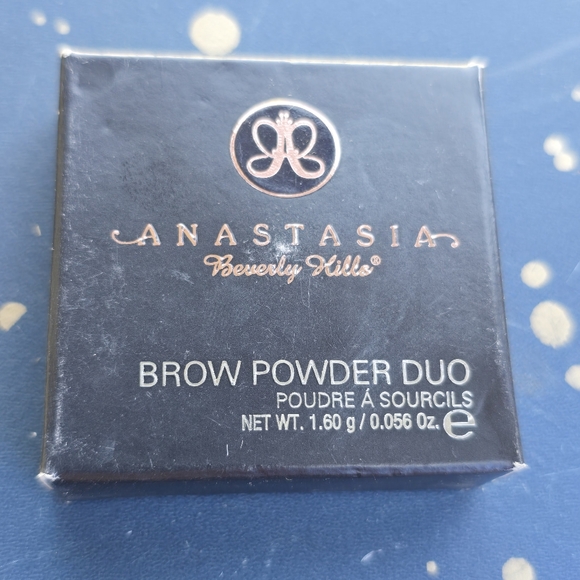 ANASTASIA
Beverly Hills®
BROW POWDER DUO
POUDRE Á SOURCILS
NET WT. 1.60 g / 0.056 Oz. ℮